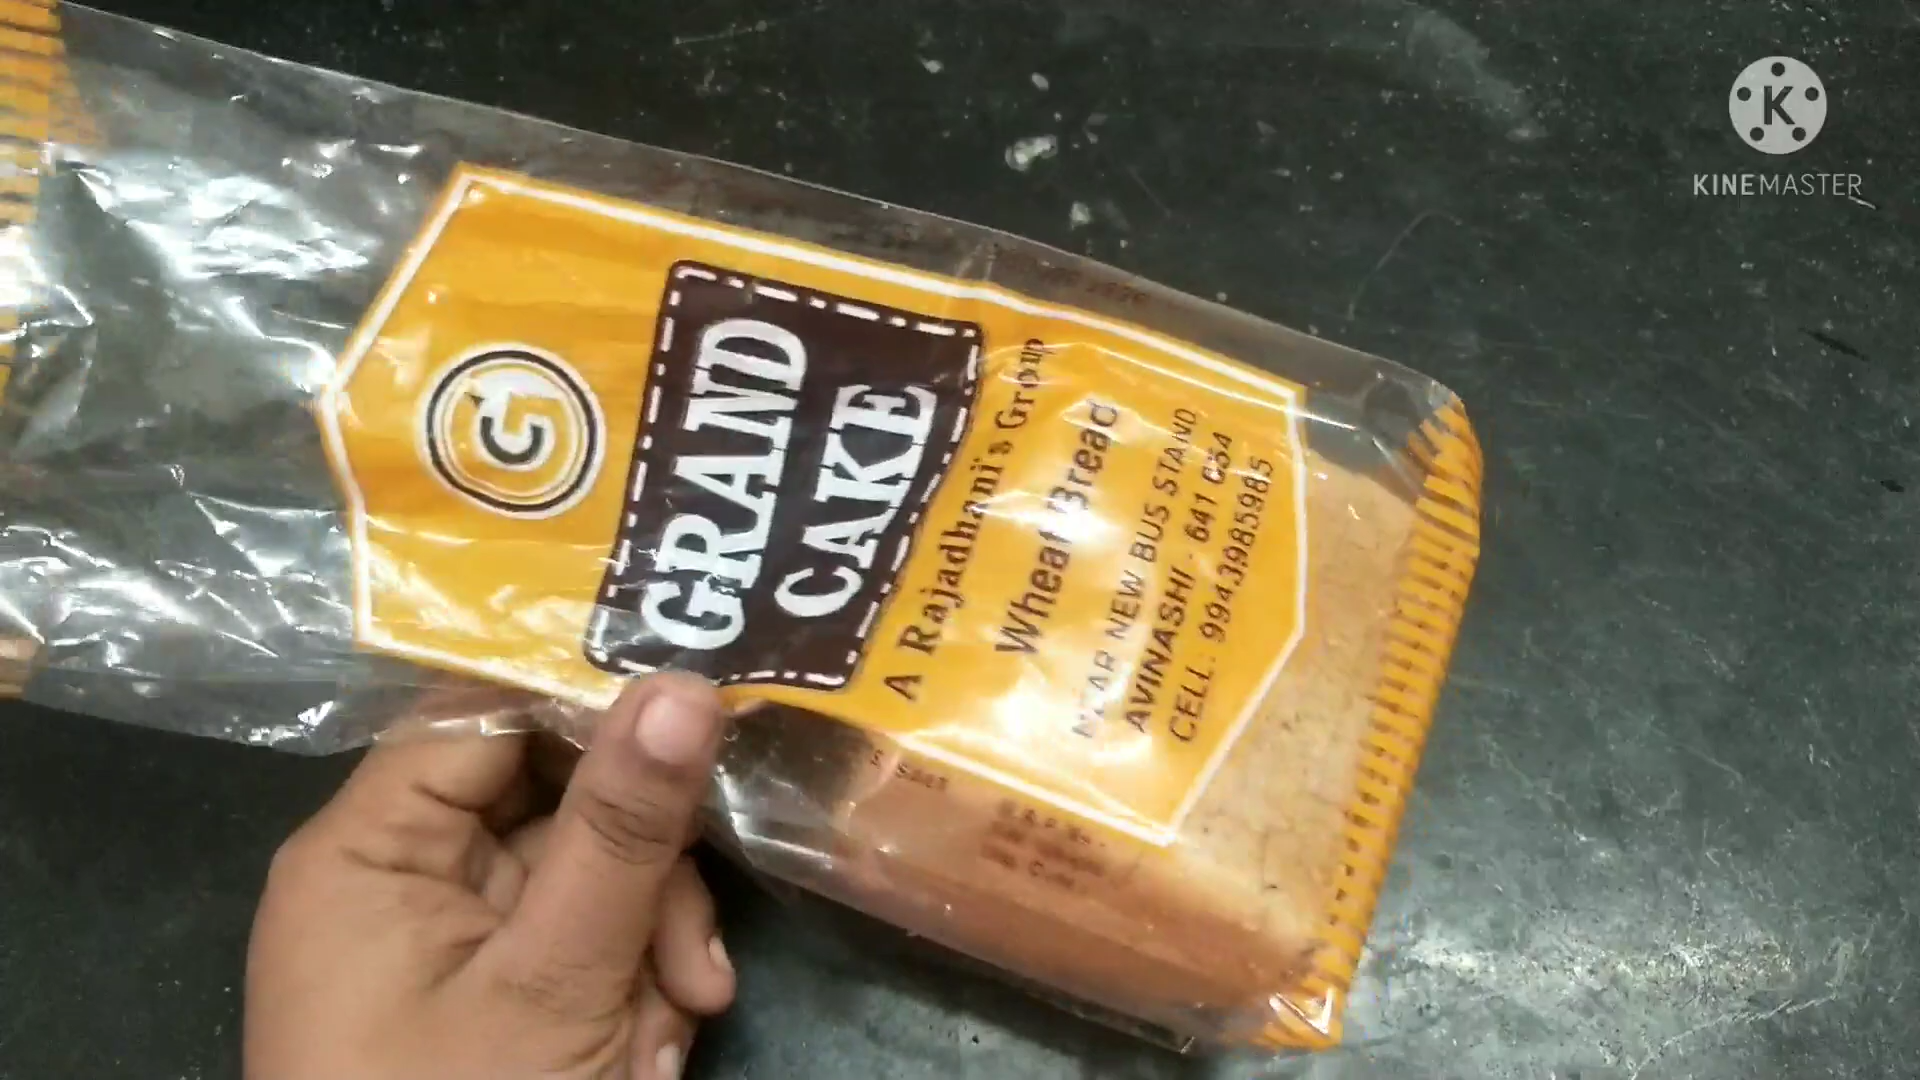 KINEMASTER
G
GRAND
CAKE
A Rajadhani's Group
Wheat Bread
NEAR NEW BUS STAND
AVINASHI - 641 654
CELL: 9943985985